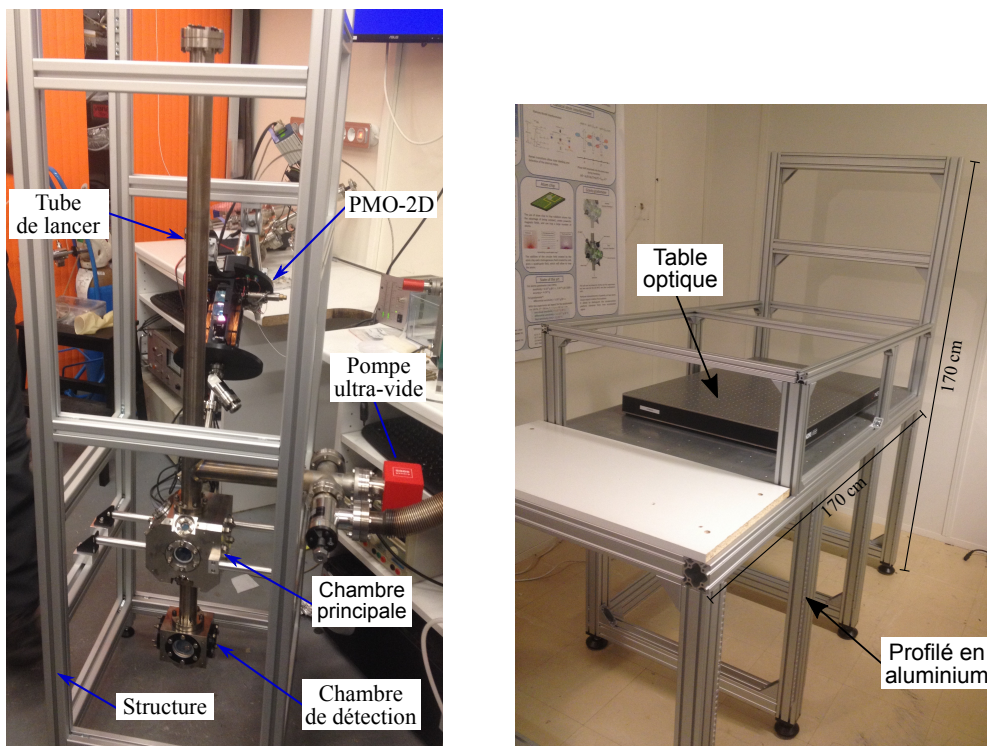 Tube
de lancer
PMO-2D
Pompe
ultra-vide
Chambre
principale
Structure
Chambre
de détection
Table
optique
170 cm
170 cm
Profilé en
aluminium